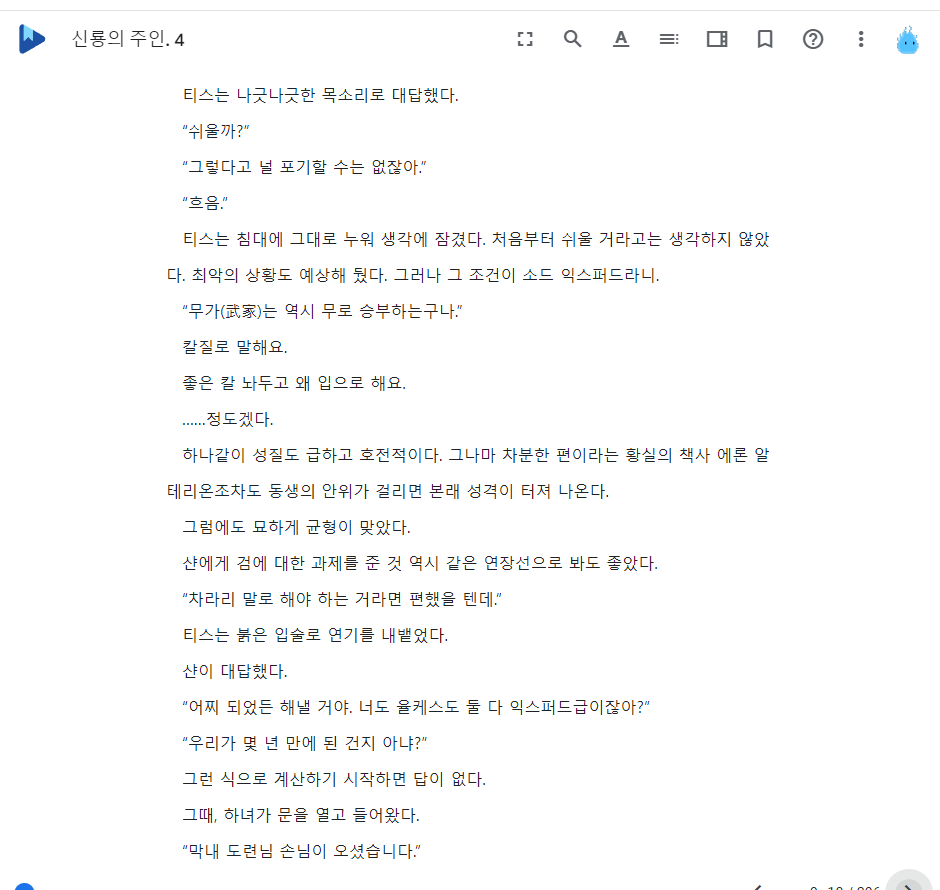 신룡의 주인. 4
티스는 나긋나긋한 목소리로 대답했다.
“쉬울까?”
“그렇다고 널 포기할 수는 없잖아.”
“흐음.”
티스는 침대에 그대로 누워 생각에 잠겼다. 처음부터 쉬울 거라고는 생각하지 않았
다. 최악의 상황도 예상해 뒀다. 그러나 그 조건이 소드 익스퍼드라니.
“무가(武家)는 역시 무로 승부하는구나.”
칼질로 말해요.
좋은 칼 놔두고 왜 입으로 해요.
......정도겠다.
하나같이 성질도 급하고 호전적이다. 그나마 차분한 편이라는 황실의 책사 에론 알
테리온조차도 동생의 안위가 걸리면 본래 성격이 터져 나온다.
그럼에도 묘하게 균형이 맞았다.
샨에게 검에 대한 과제를 준 것 역시 같은 연장선으로 봐도 좋았다.
“차라리 말로 해야 하는 거라면 편했을 텐데.”
티스는 붉은 입술로 연기를 내뱉었다.
샨이 대답했다.
“어찌 되었든 해낼 거야. 너도 율케스도 둘 다 익스퍼드급이잖아?”
“우리가 몇 년 만에 된 건지 아냐?”
그런 식으로 계산하기 시작하면 답이 없다.
그때, 하녀가 문을 열고 들어왔다.
“막내 도련님 손님이 오셨습니다.”